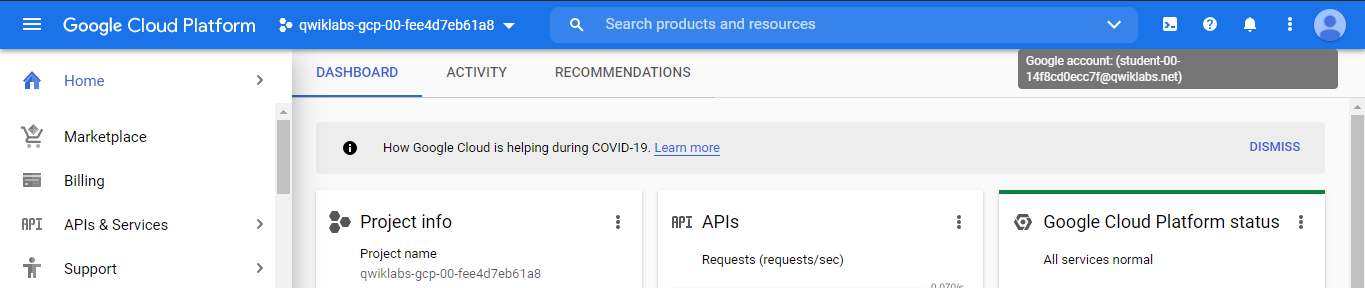 Google Cloud Platform
qwiklabs-gcp-00-fee4d7eb61a8
Search products and resources
Home
Marketplace
Billing
API
APIs & Services
Support
DASHBOARD
ACTIVITY
RECOMMENDATIONS
Google account: (student-00-
14f8cd0ecc7f@qwiklabs.net)
How Google Cloud is helping during COVID-19. Learn more
DISMISS
Project info
Project name
qwiklabs-gcp-00-fee4d7eb61a8
API
APIs
Requests (requests/sec)
0.070/s
Google Cloud Platform status
All services normal